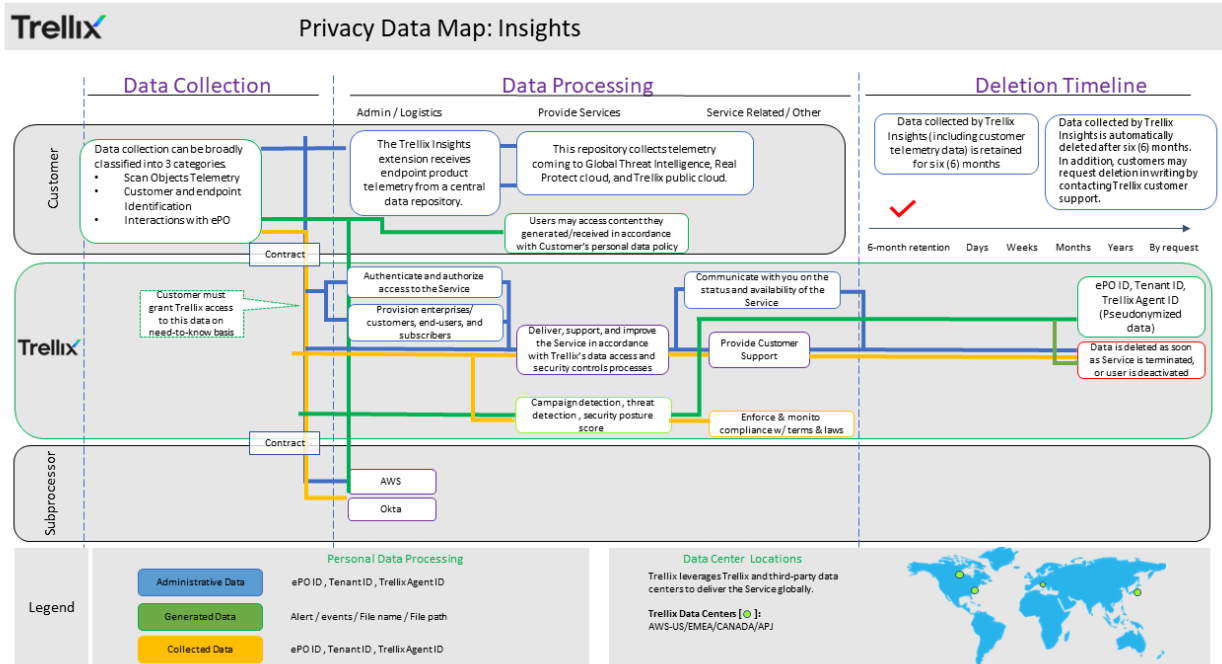 Trellix
Privacy Data Map: Insights
Data Collection
Data Processing
Deletion Timeline
Admin / Logistics
Provide Services
Service Related / Other
Customer
Data collection can be broadly
classified into 3 categories.
• Scan Objects Telemetry
• Customer and endpoint
Identification
• Interactions with ePO
The Trellix Insights
extension receives
endpoint product
telemetry from a central
data repository.
This repository collects telemetry
coming to Global Threat Intelligence, Real
Protect cloud, and Trellix public cloud.
Users may access content they
generated/received in accordance
with Customer's personal data policy
Data collected by Trellix
Insights (including customer
telemetry data) is retained
for six (6) months
Data collected by Trellix
Insights is automatically
deleted after six (6) months.
In addition, customers may
request deletion in writing by
contacting Trellix customer
support.
6-month retention
Days
Weeks
Months
Years
By request
Contract
Trellix
Customer must
grant Trellix access
to this data on
need-to-know basis
Authenticate and authorize
access to the Service
Provision enterprises/
customers, end-users, and
subscribers
Deliver, support, and improve
the Service in accordance
with Trellix's data access and
security controls processes
Campaign detection , threat
detection , security posture
score
Communicate with you on the
status and availability of the
Service
Provide Customer
Support
Enforce & monito
compliance w/ terms & laws
ePO ID, Tenant ID,
Trellix Agent ID
(Pseudonymized
data)
Data is deleted as soon
as Service is terminated,
or user is deactivated
Contract
Subprocessor
AWS
Okta
Legend
Personal Data Processing
Administrative Data
ePO ID , Tenant ID , Trellix Agent ID
Generated Data
Alert / events / File name / File path
Collected Data
ePO ID , Tenant ID , Trellix Agent ID
Data Center Locations
Trellix leverages Trellix and third-party data
centers to deliver the Service globally.
Trellix Data Centers [ ]:
AWS-US/EMEA/CANADA/APJ